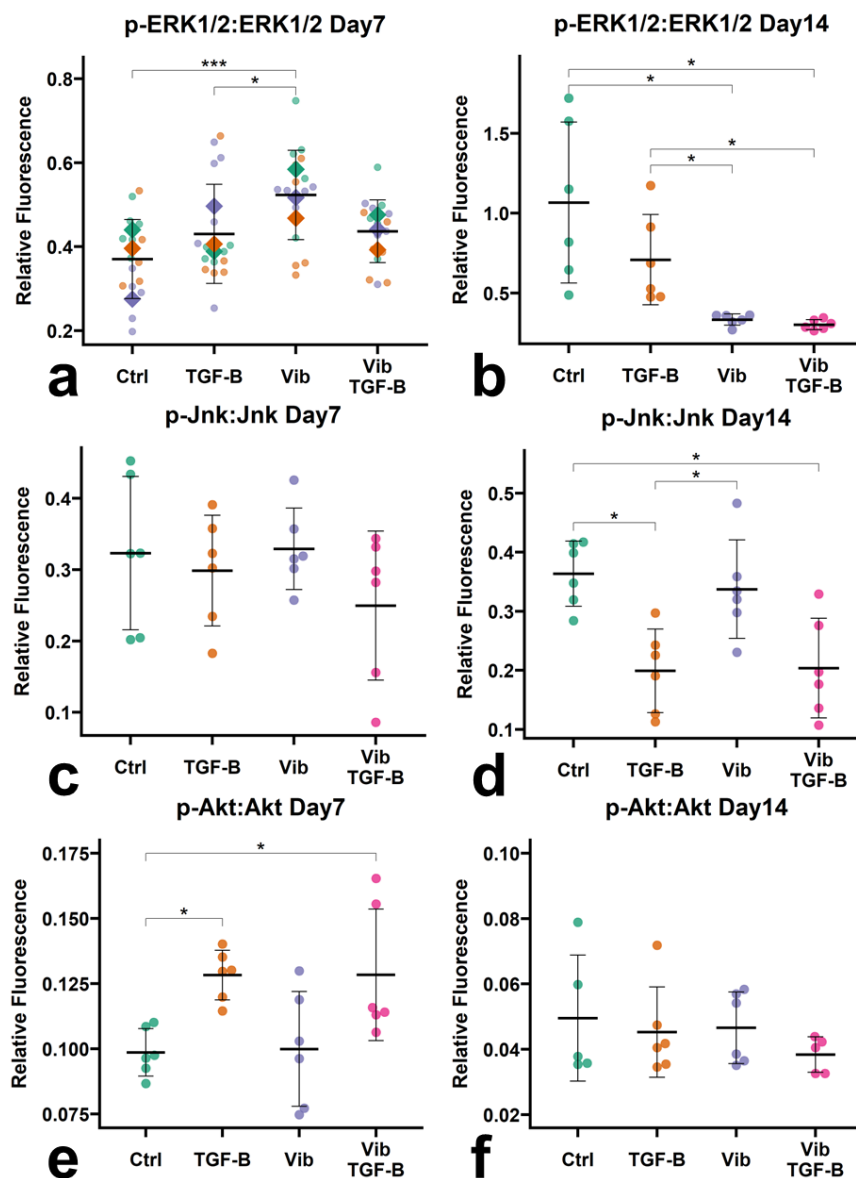 p-ERK1/2:ERK1/2 Day7
Relative Fluorescence
0.8
0.6
0.4
0.2
***
*
a
Ctrl
TGF-B
Vib
Vib
TGF-B
p-ERK1/2:ERK1/2 Day14
Relative Fluorescence
1.5
1.0
0.5
*
*
*
*
b
Ctrl
TGF-B
Vib
Vib
TGF-B
p-Jnk:Jnk Day7
Relative Fluorescence
0.4
0.3
0.2
0.1
c
Ctrl
TGF-B
Vib
Vib
TGF-B
p-Jnk:Jnk Day14
Relative Fluorescence
0.5
0.4
0.3
0.2
0.1
*
*
*
d
Ctrl
TGF-B
Vib
Vib
TGF-B
p-Akt:Akt Day7
Relative Fluorescence
0.175
0.150
0.125
0.100
0.075
*
*
e
Ctrl
TGF-B
Vib
Vib
TGF-B
p-Akt:Akt Day14
Relative Fluorescence
0.10
0.08
0.06
0.04
0.02
f
Ctrl
TGF-B
Vib
Vib
TGF-B